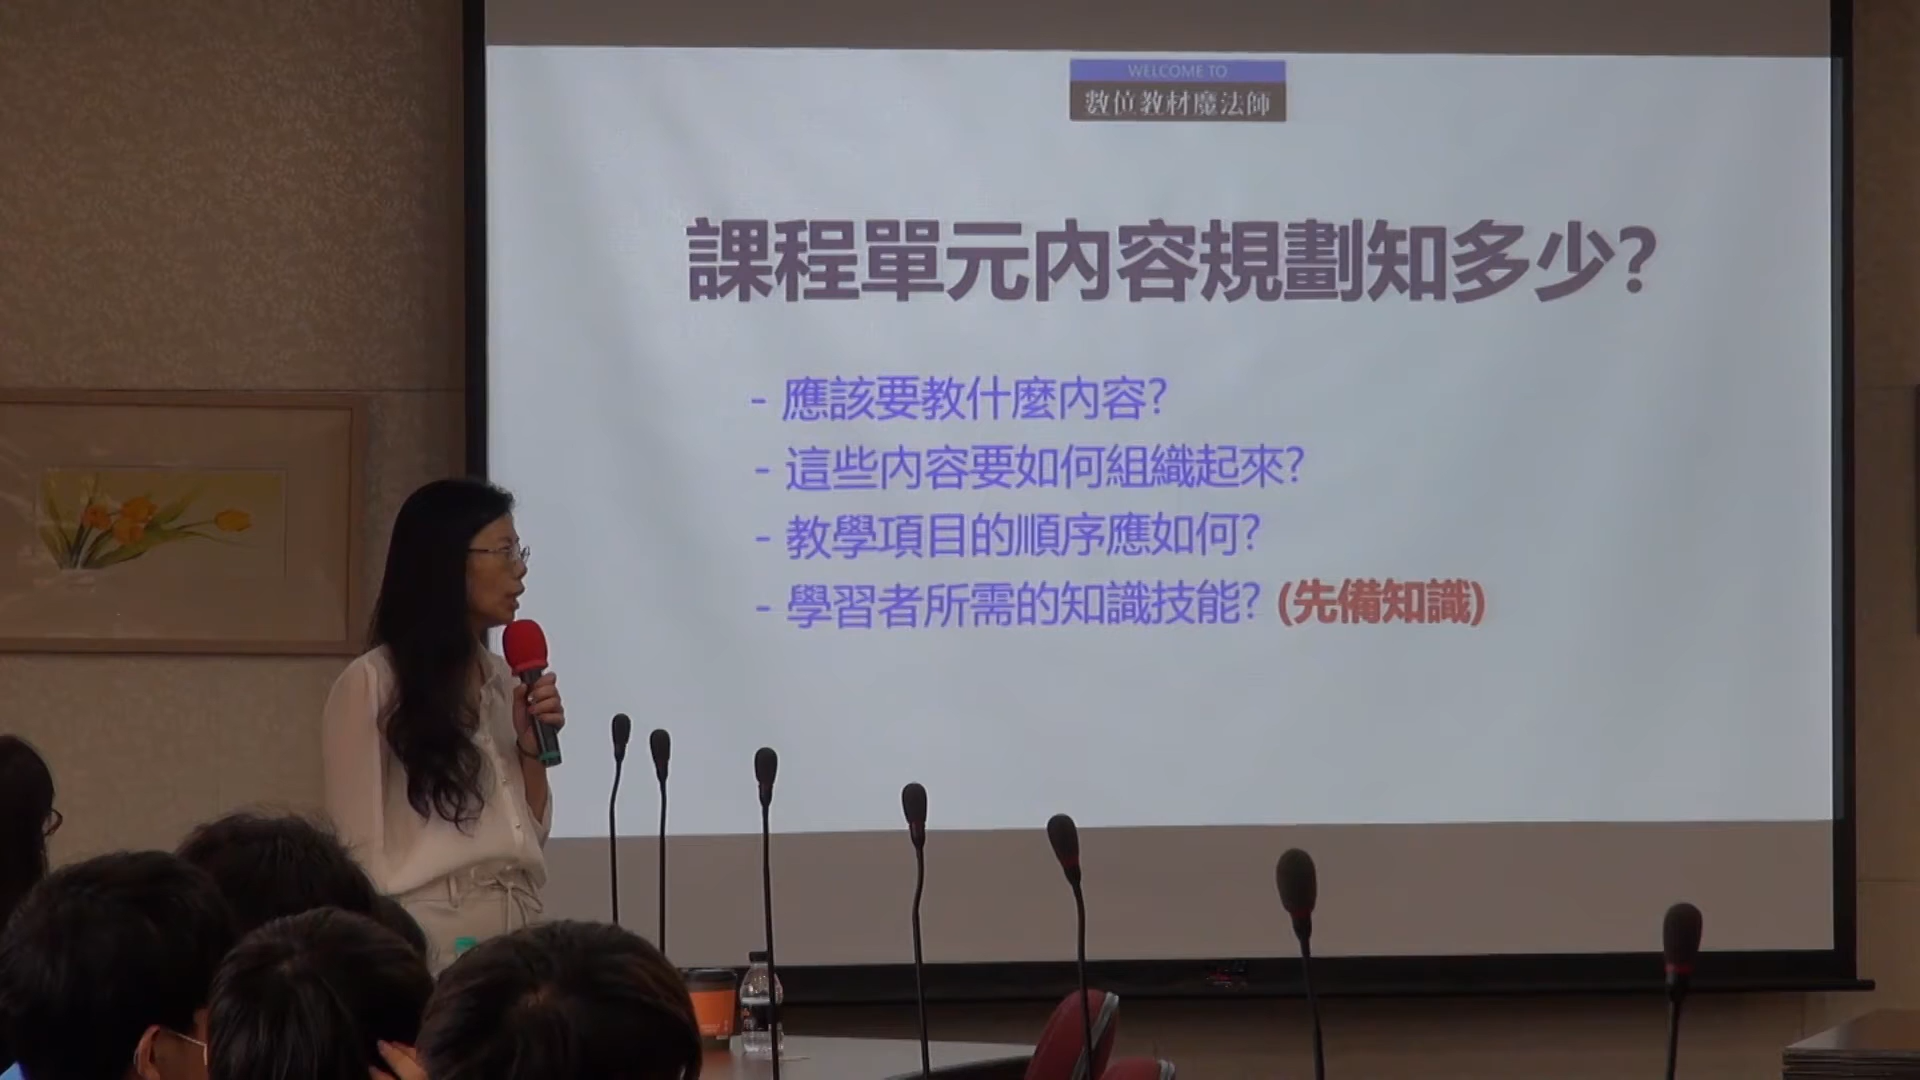 WELCOME TO
數位教材魔法師
課程單元內容規劃知多少?
- 應該要教什麼內容?
- 這些內容要如何組織起來?
- 教學項目的順序應如何?
- 學習者所需的知識技能? (先備知識)